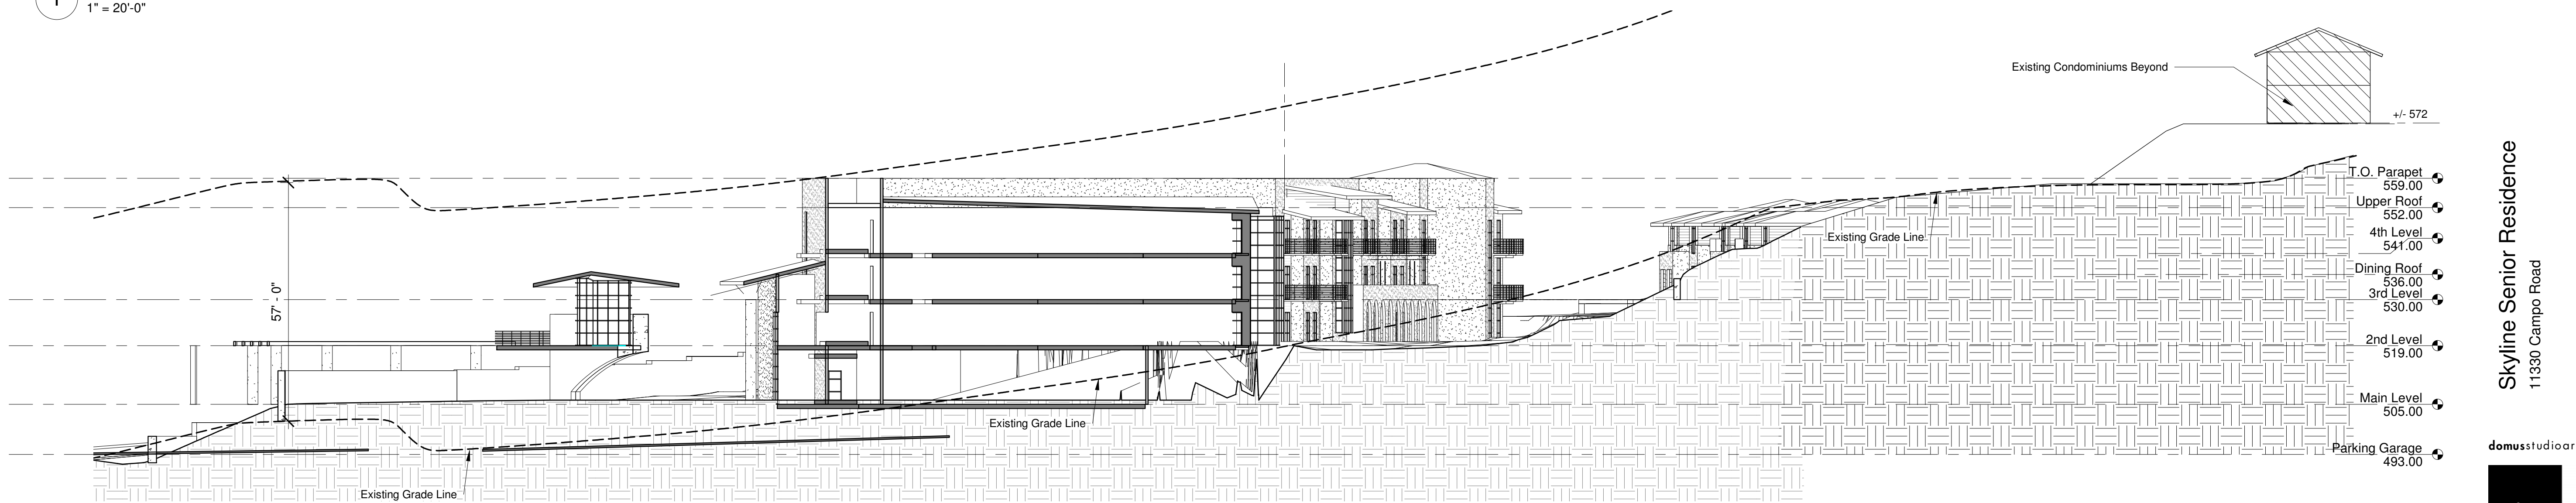 1" = 20'-0"
Existing Condominiums Beyond
+/- 572
T.O. Parapet
559.00
Upper Roof
552.00
4th Level
541.00
Dining Roof
536.00
3rd Level
530.00
2nd Level
519.00
Main Level
505.00
Parking Garage
493.00
57' - 0"
Existing Grade Line
Existing Grade Line
Existing Grade Line
Skyline Senior Residence
11330 Campo Road
domusstudioar